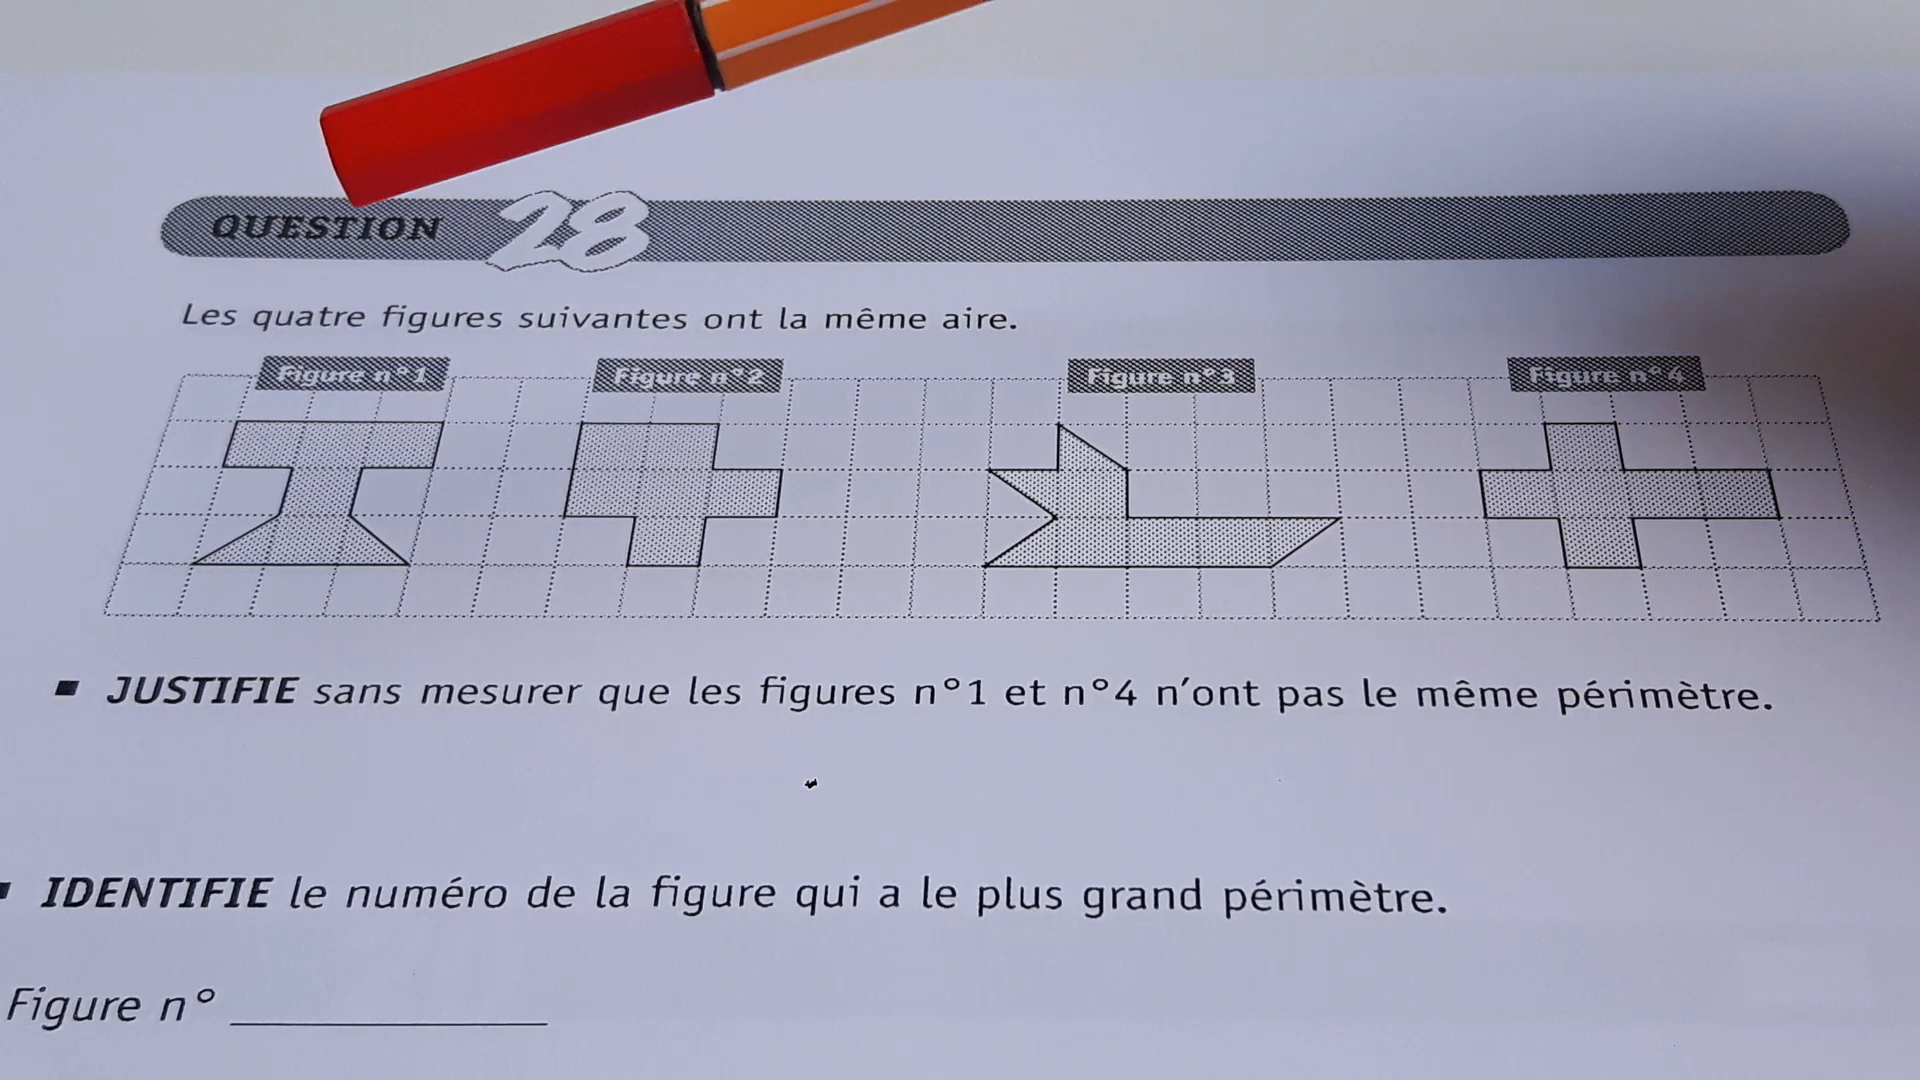 QUESTION 28
Les quatre figures suivantes ont la même aire.
Figure n°1 Figure n°2 Figure n°3 Figure n°4
▪ JUSTIFIE sans mesurer que les figures n°1 et n°4 n'ont pas le même périmètre.
▪ IDENTIFIE le numéro de la figure qui a le plus grand périmètre.
Figure n° __________